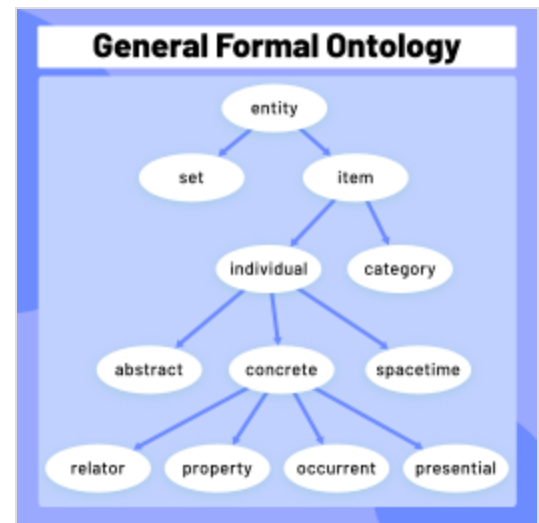 General Formal Ontology
entity
set item
individual category
abstract concrete spacetime
relator property occurrent presential